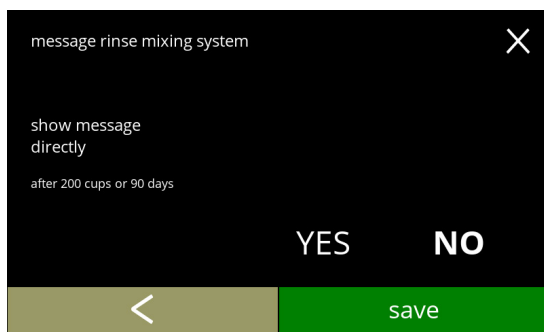 message rinse mixing system
show message
directly
after 200 cups or 90 days
YES NO
save